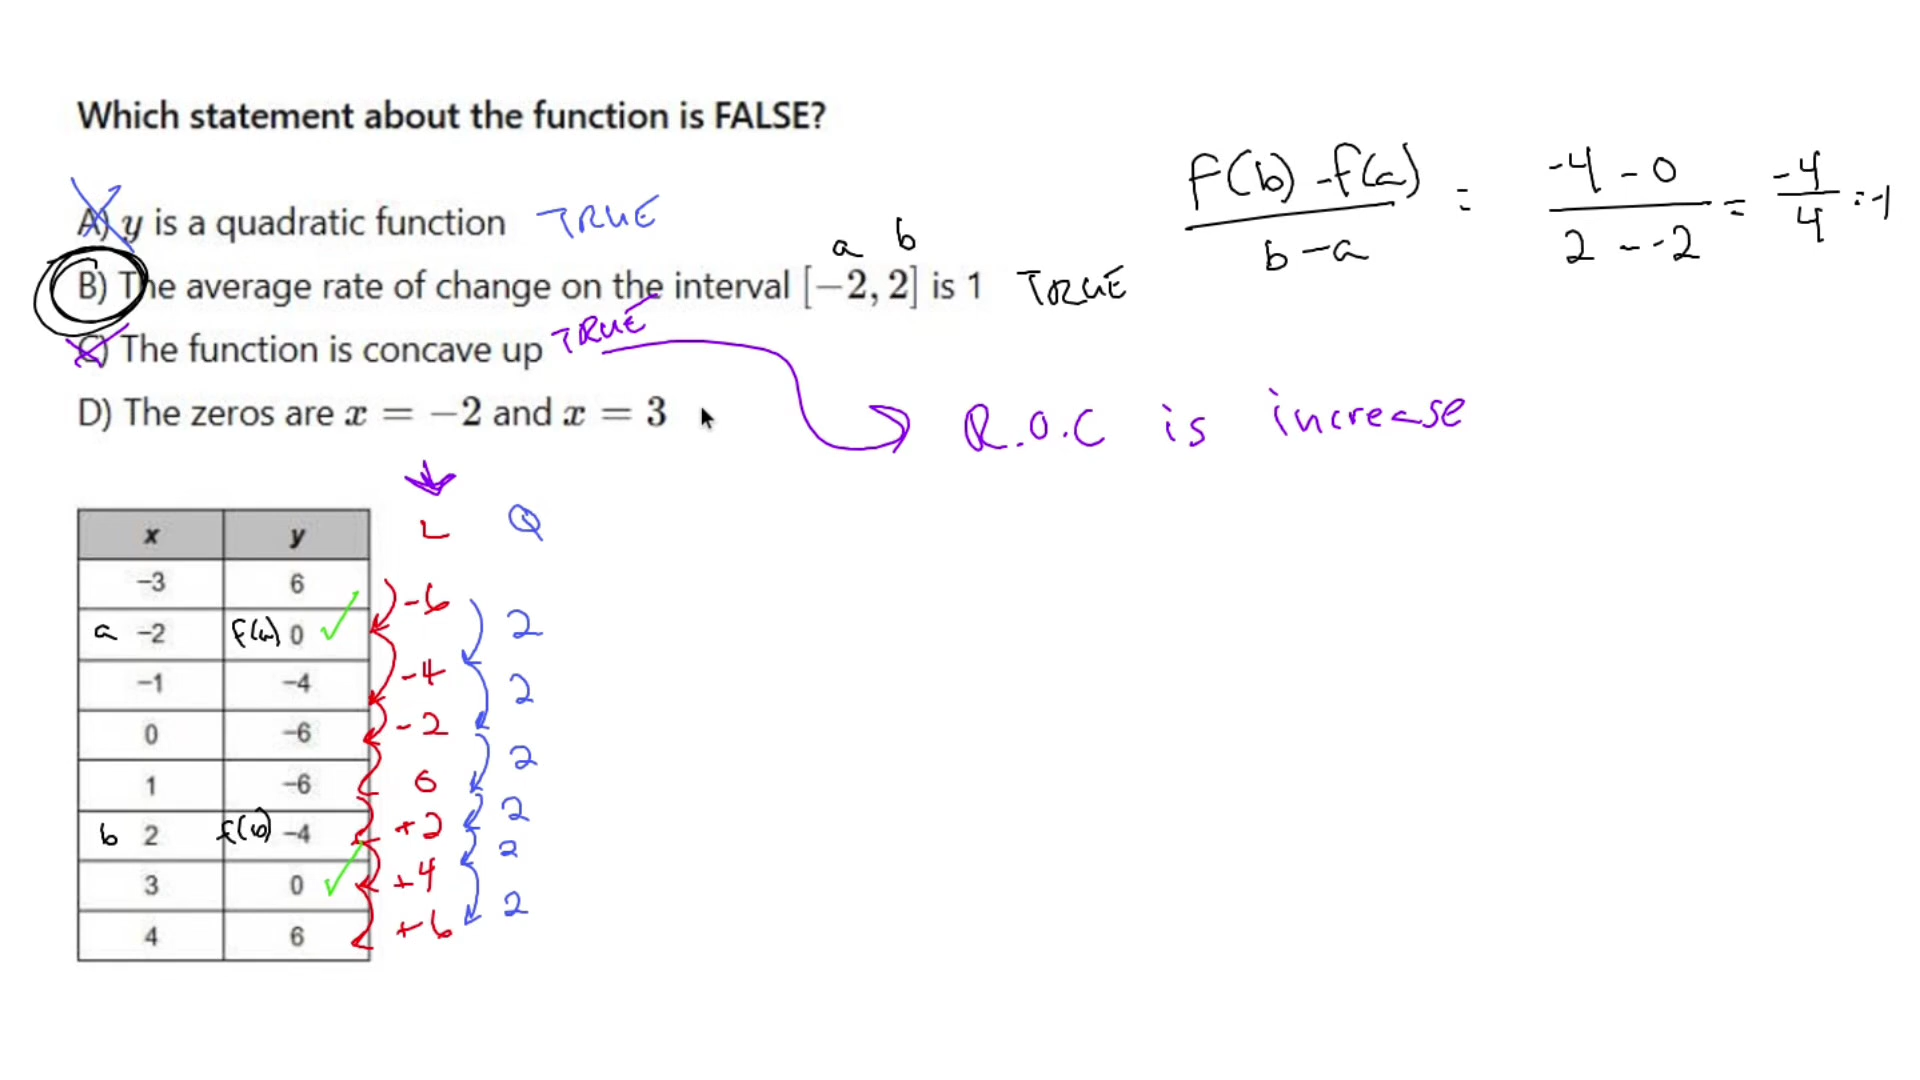 Which statement about the function is FALSE?
F(b) - f(a) / b - a = -4 - 0 / 2 - -2 = -4 / 4 = -1
A) y is a quadratic function TRUE
a b
B) The average rate of change on the interval [−2, 2] is 1 TRUE
C) The function is concave up TRUE
R.O.C is increase
D) The zeros are x = −2 and x = 3
x y L Q
−3 6
-6
a −2 f(a) 0 ✓ 2
-4
−1 −4 2
-2
0 −6 2
0
1 −6 2
+2
b 2 f(b) −4 2
+4
3 0 ✓ 2
+6
4 6